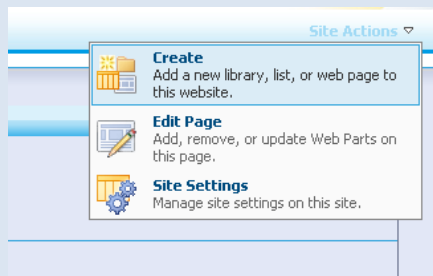 Site Actions
Create
Add a new library, list, or web page to
this website.
Edit Page
Add, remove, or update Web Parts on
this page.
Site Settings
Manage site settings on this site.